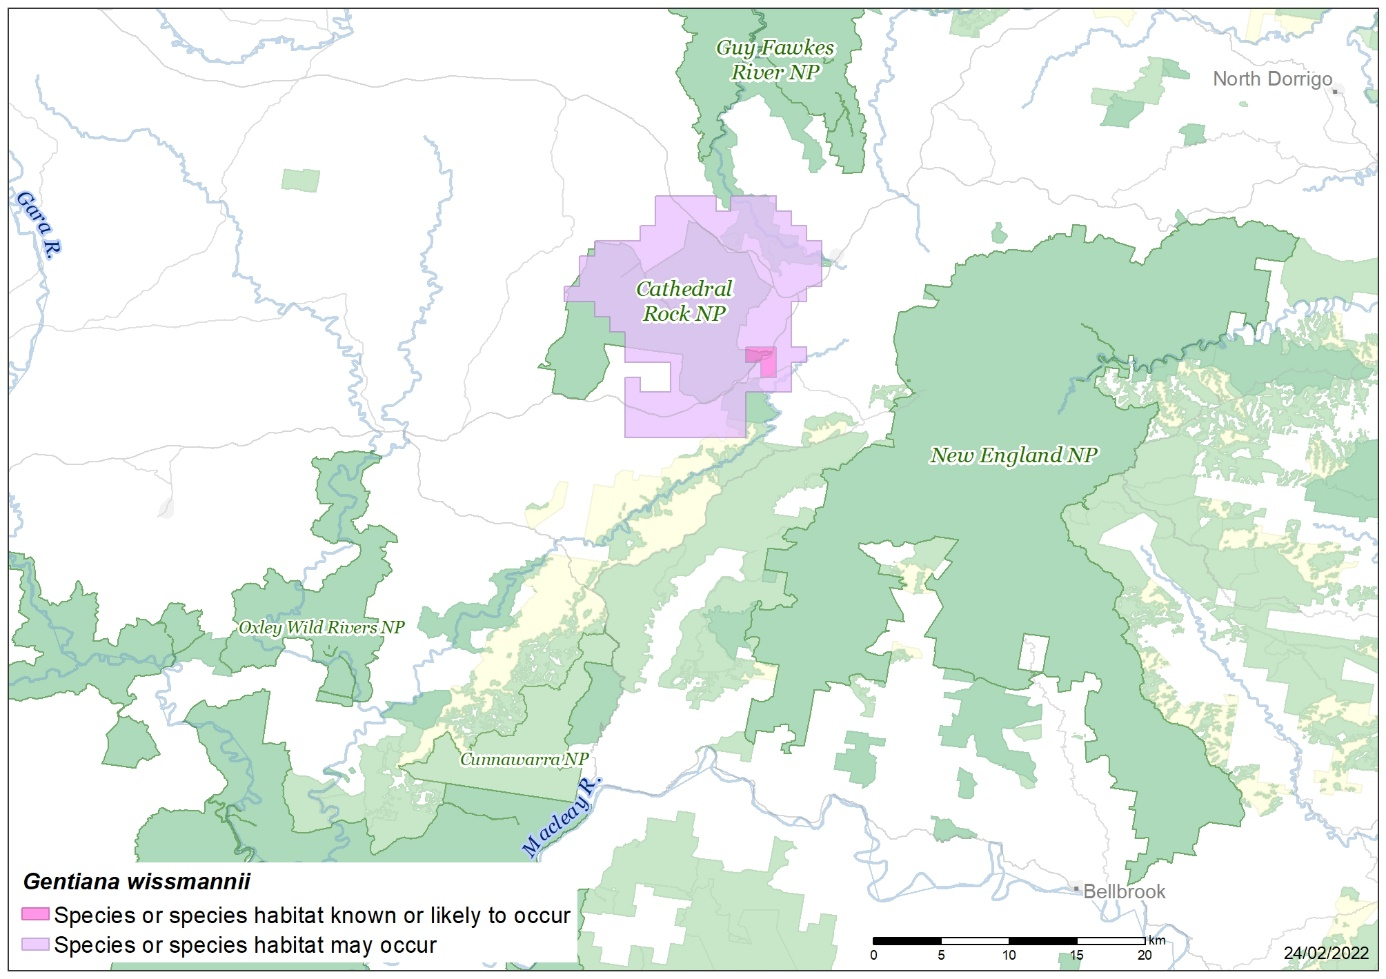 Guy Fawkes
River NP
North Dorrigo
Gara R.
Cathedral
Rock NP
New England NP
Oxley Wild Rivers NP
Cunnawarra NP
Macleay R.
Bellbrook
Gentiana wissmannii
Species or species habitat known or likely to occur
Species or species habitat may occur
km
0 5 10 15 20
24/02/2022